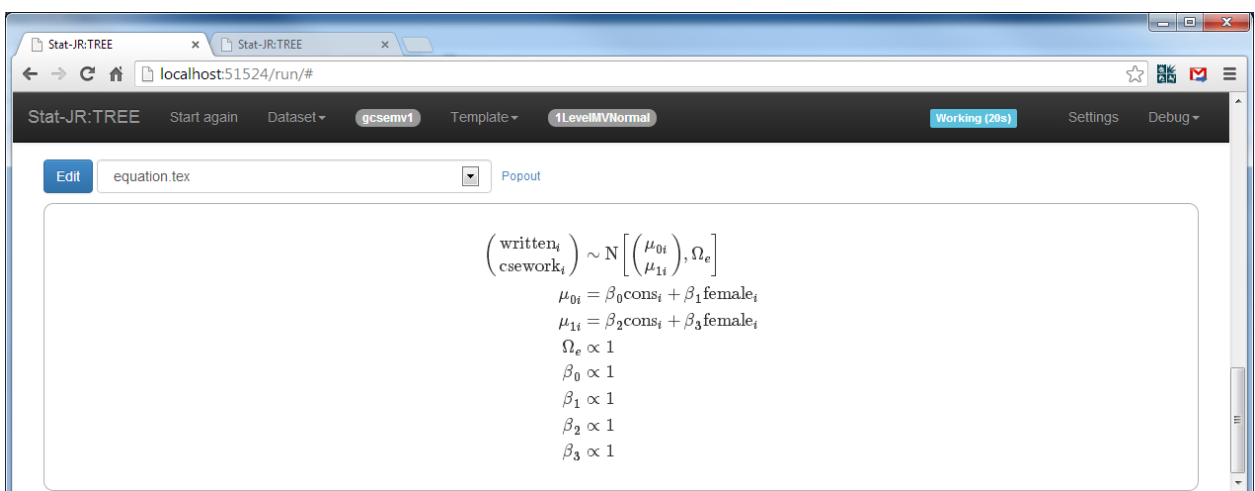 Stat-JR:TREE Stat-JR:TREE
localhost:51524/run/#
Stat-JR:TREE Start again Dataset gcsemv1 Template 1LevelMVNormal Working (20s) Settings Debug
Edit equation.tex Popout
(written_i csework_i) ∼ N[(μ_0i μ_1i), Ω_e]
μ_0i = β_0cons_i + β_1female_i
μ_1i = β_2cons_i + β_3female_i
Ω_e ∝ 1
β_0 ∝ 1
β_1 ∝ 1
β_2 ∝ 1
β_3 ∝ 1